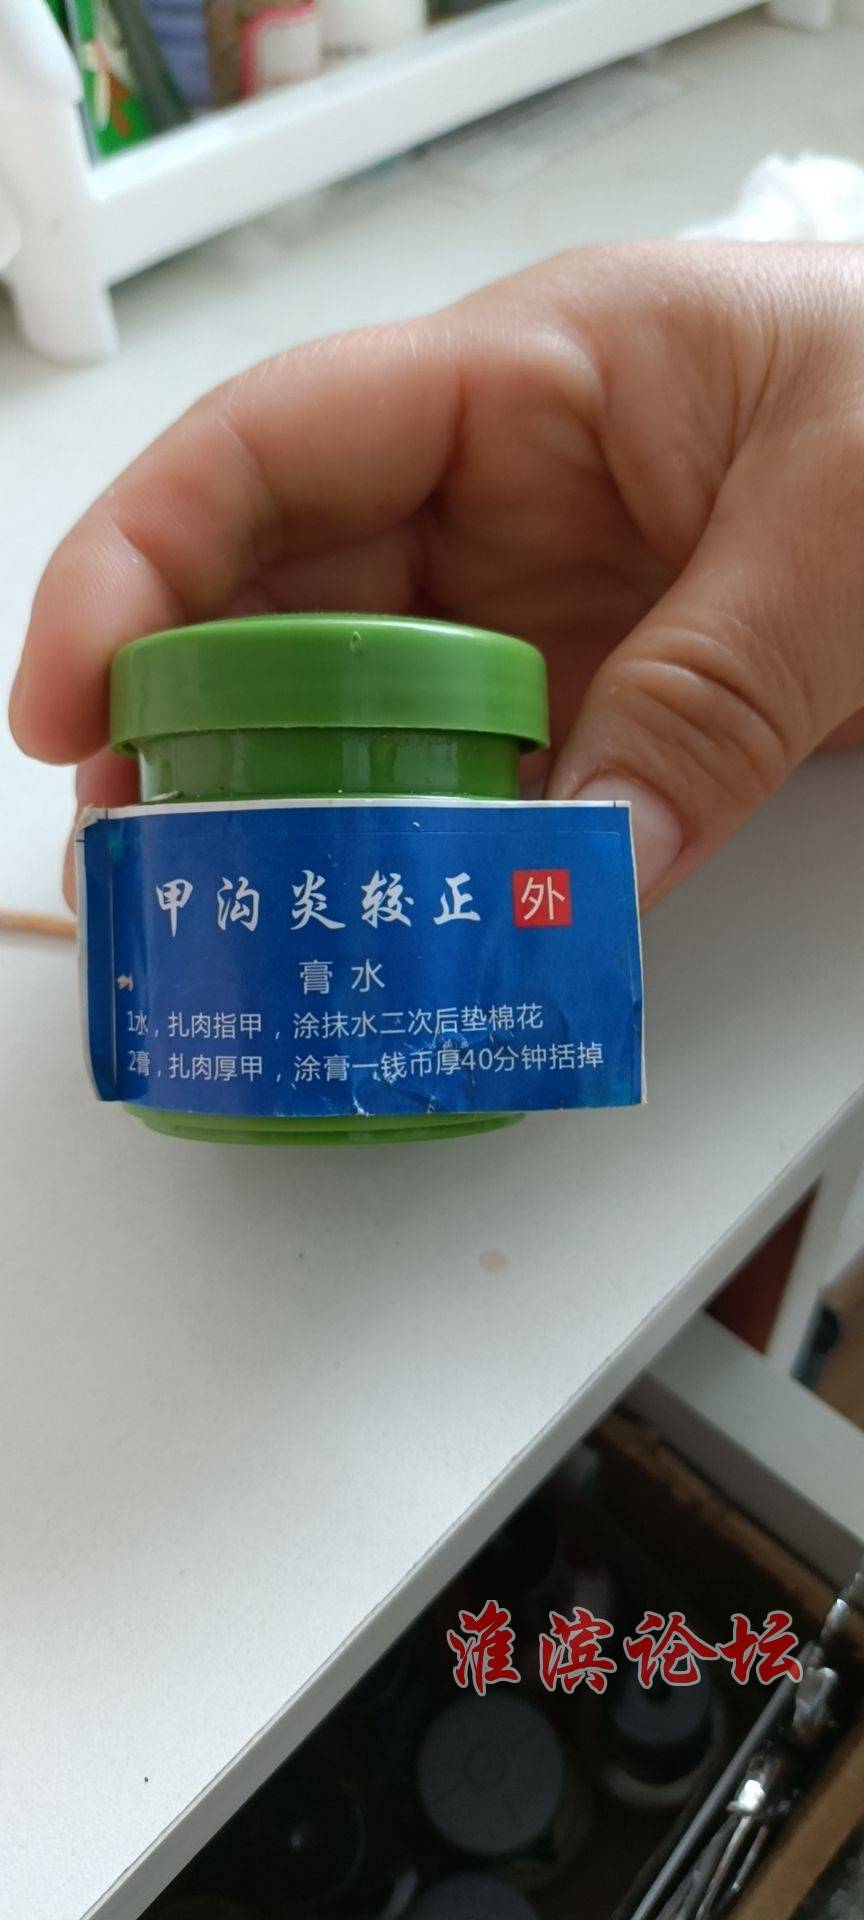 甲沟炎较正 外
膏水
1水，扎肉指甲，涂抹水二次后垫棉花
2膏，扎肉厚甲，涂膏一钱币厚40分钟括掉
淮滨论坛